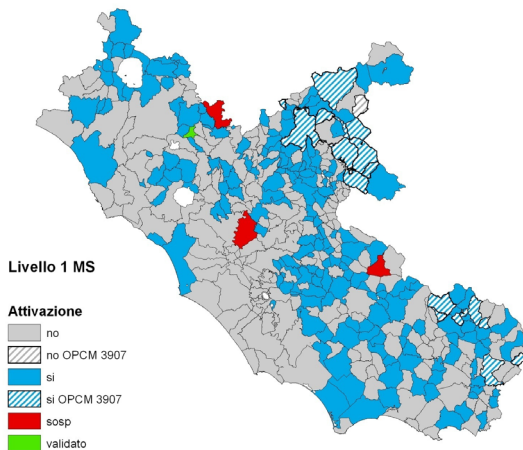 Livello 1 MS
Attivazione
no
no OPCM 3907
si
si OPCM 3907
sosp
validato